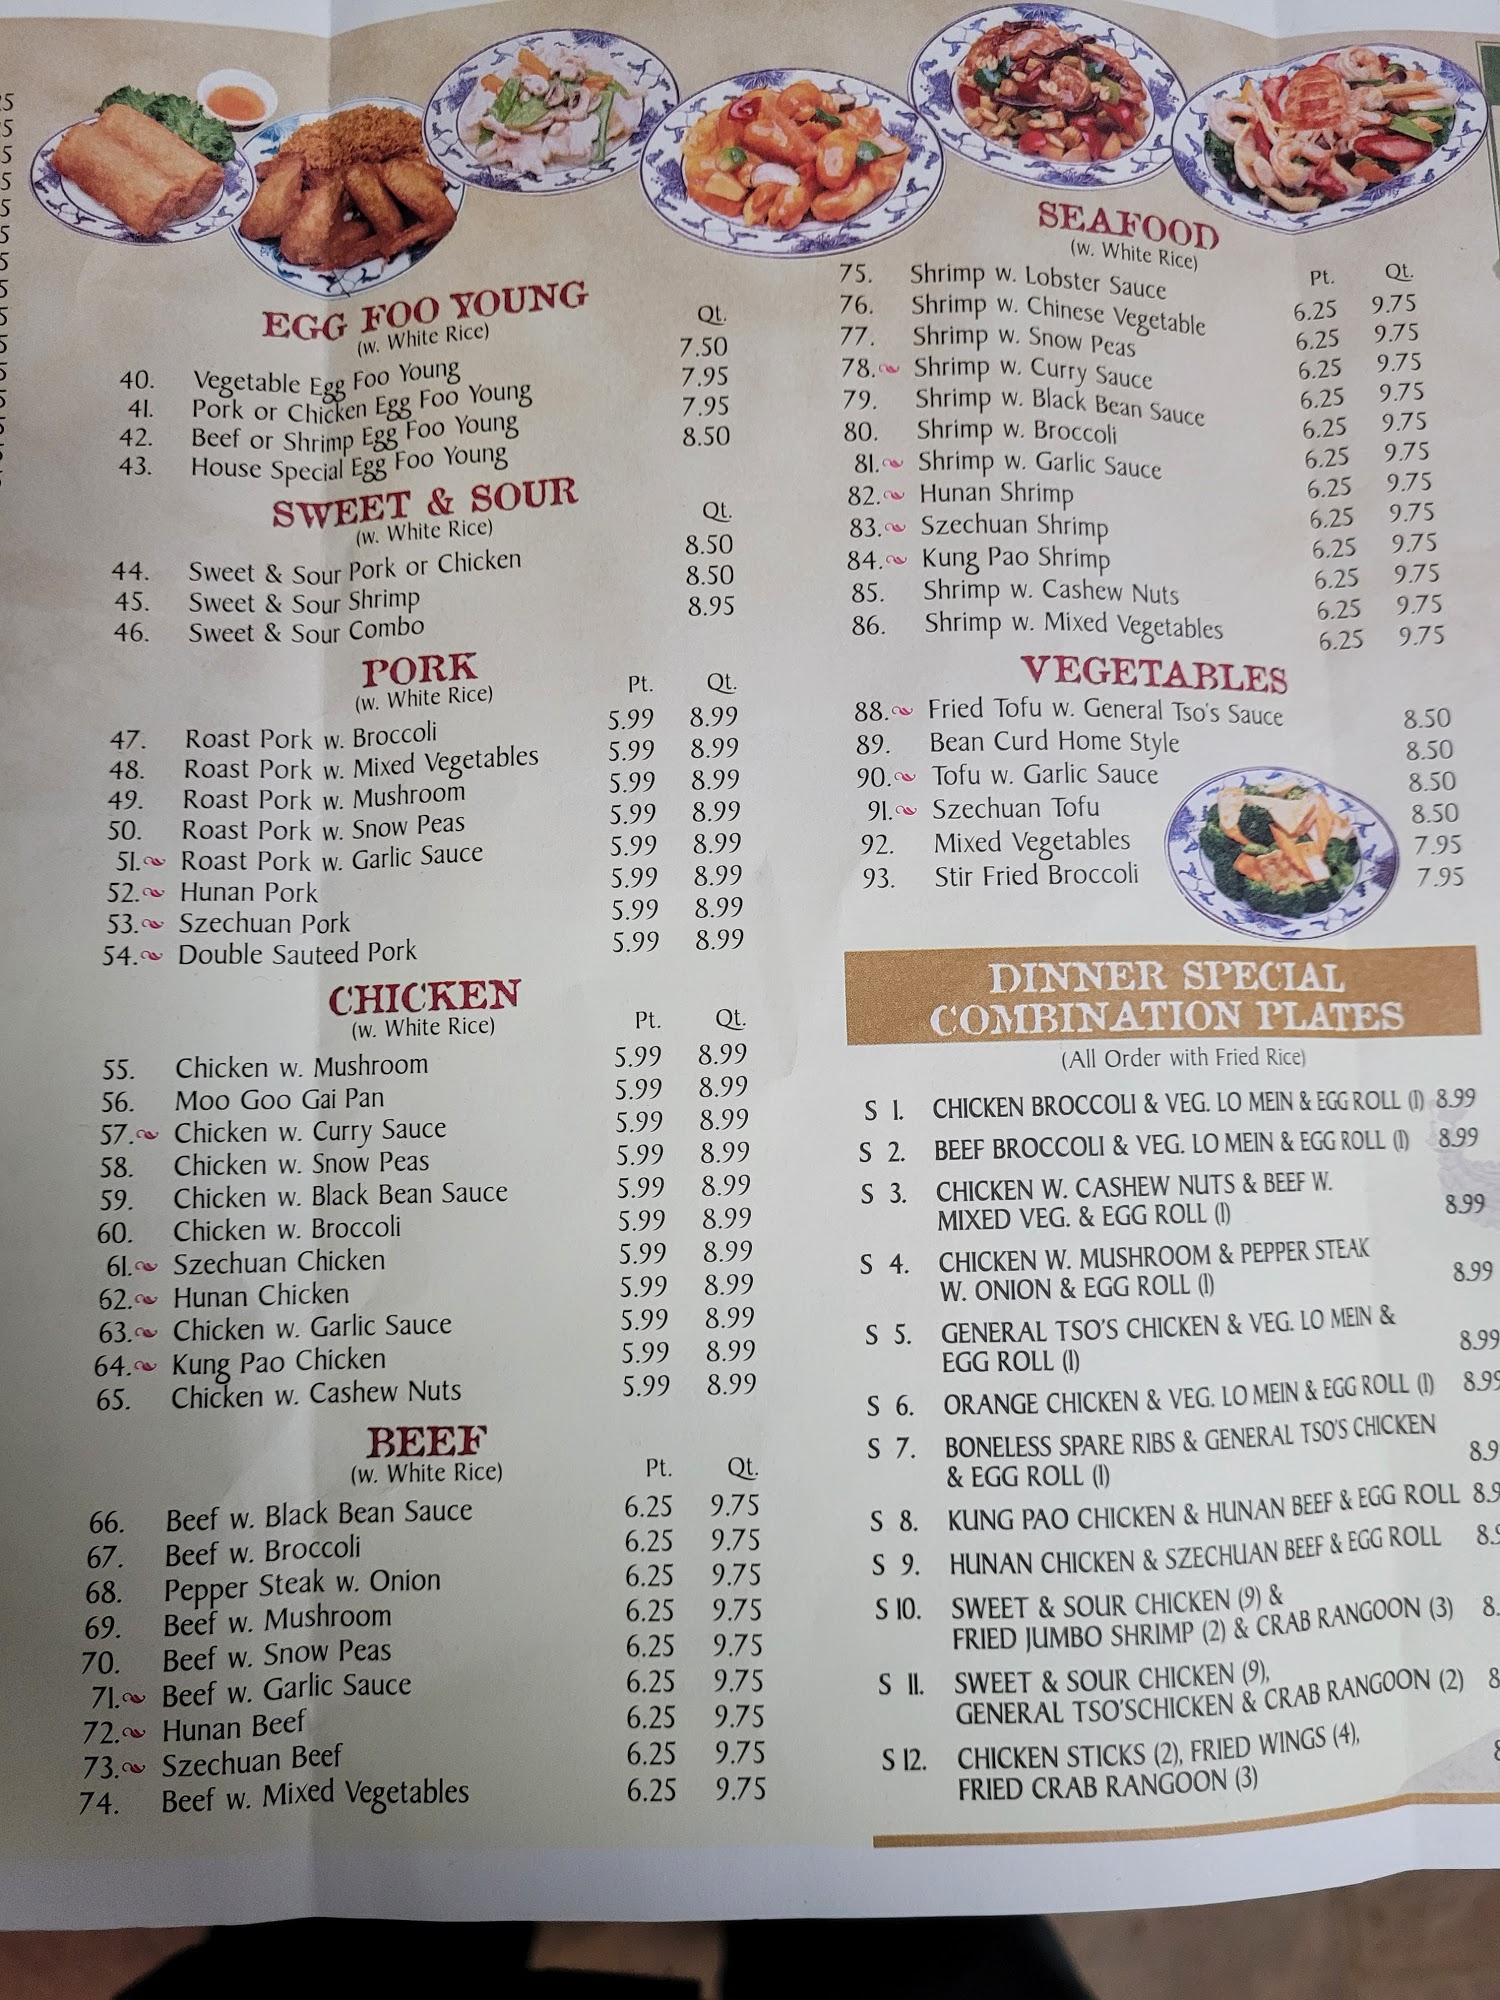 EGG FOO YOUNG
(w. White Rice)
Qt.
40. Vegetable Egg Foo Young 7.50
41. Pork or Chicken Egg Foo Young 7.95
42. Beef or Shrimp Egg Foo Young 7.95
43. House Special Egg Foo Young 8.50
SWEET & SOUR
(w. White Rice)
Qt.
44. Sweet & Sour Pork or Chicken 8.50
45. Sweet & Sour Shrimp 8.50
46. Sweet & Sour Combo 8.95
PORK
(w. White Rice)
Pt. Qt.
47. Roast Pork w. Broccoli 5.99 8.99
48. Roast Pork w. Mixed Vegetables 5.99 8.99
49. Roast Pork w. Mushroom 5.99 8.99
50. Roast Pork w. Snow Peas 5.99 8.99
51. Roast Pork w. Garlic Sauce 5.99 8.99
52. Hunan Pork 5.99 8.99
53. Szechuan Pork 5.99 8.99
54. Double Sauteed Pork 5.99 8.99
CHICKEN
(w. White Rice)
Pt. Qt.
55. Chicken w. Mushroom 5.99 8.99
56. Moo Goo Gai Pan 5.99 8.99
57. Chicken w. Curry Sauce 5.99 8.99
58. Chicken w. Snow Peas 5.99 8.99
59. Chicken w. Black Bean Sauce 5.99 8.99
60. Chicken w. Broccoli 5.99 8.99
61. Szechuan Chicken 5.99 8.99
62. Hunan Chicken 5.99 8.99
63. Chicken w. Garlic Sauce 5.99 8.99
64. Kung Pao Chicken 5.99 8.99
65. Chicken w. Cashew Nuts 5.99 8.99
BEEF
(w. White Rice)
Pt. Qt.
66. Beef w. Black Bean Sauce 6.25 9.75
67. Beef w. Broccoli 6.25 9.75
68. Pepper Steak w. Onion 6.25 9.75
69. Beef w. Mushroom 6.25 9.75
70. Beef w. Snow Peas 6.25 9.75
71. Beef w. Garlic Sauce 6.25 9.75
72. Hunan Beef 6.25 9.75
73. Szechuan Beef 6.25 9.75
74. Beef w. Mixed Vegetables 6.25 9.75
SEAFOOD
(w. White Rice)
Pt. Qt.
75. Shrimp w. Lobster Sauce 6.25 9.75
76. Shrimp w. Chinese Vegetable 6.25 9.75
77. Shrimp w. Snow Peas 6.25 9.75
78. Shrimp w. Curry Sauce 6.25 9.75
79. Shrimp w. Black Bean Sauce 6.25 9.75
80. Shrimp w. Broccoli 6.25 9.75
81. Shrimp w. Garlic Sauce 6.25 9.75
82. Hunan Shrimp 6.25 9.75
83. Szechuan Shrimp 6.25 9.75
84. Kung Pao Shrimp 6.25 9.75
85. Shrimp w. Cashew Nuts 6.25 9.75
86. Shrimp w. Mixed Vegetables 6.25 9.75
VEGETABLES
88. Fried Tofu w. General Tso's Sauce 8.50
89. Bean Curd Home Style 8.50
90. Tofu w. Garlic Sauce 8.50
91. Szechuan Tofu 8.50
92. Mixed Vegetables 7.95
93. Stir Fried Broccoli 7.95
DINNER SPECIAL
COMBINATION PLATES
(All Order with Fried Rice)
S 1. CHICKEN BROCCOLI & VEG. LO MEIN & EGG ROLL (1) 8.99
S 2. BEEF BROCCOLI & VEG. LO MEIN & EGG ROLL (1) 8.99
S 3. CHICKEN W. CASHEW NUTS & BEEF W.
MIXED VEG. & EGG ROLL (1) 8.99
S 4. CHICKEN W. MUSHROOM & PEPPER STEAK
W. ONION & EGG ROLL (1) 8.99
S 5. GENERAL TSO'S CHICKEN & VEG. LO MEIN &
EGG ROLL (1) 8.99
S 6. ORANGE CHICKEN & VEG. LO MEIN & EGG ROLL (1) 8.99
S 7. BONELESS SPARE RIBS & GENERAL TSO'S CHICKEN
& EGG ROLL (1) 8.9
S 8. KUNG PAO CHICKEN & HUNAN BEEF & EGG ROLL 8.9
S 9. HUNAN CHICKEN & SZECHUAN BEEF & EGG ROLL 8.9
S 10. SWEET & SOUR CHICKEN (9) &
FRIED JUMBO SHRIMP (2) & CRAB RANGOON (3) 8.
S 11. SWEET & SOUR CHICKEN (9),
GENERAL TSO'SCHICKEN & CRAB RANGOON (2) 8
S 12. CHICKEN STICKS (2), FRIED WINGS (4),
FRIED CRAB RANGOON (3)